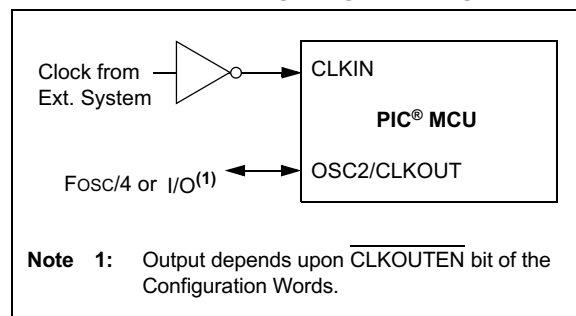 Clock from
Ext. System
CLKIN
PIC® MCU
FOSC/4 or I/O(1)
OSC2/CLKOUT
Note 1: Output depends upon CLKOUTEN bit of the
Configuration Words.